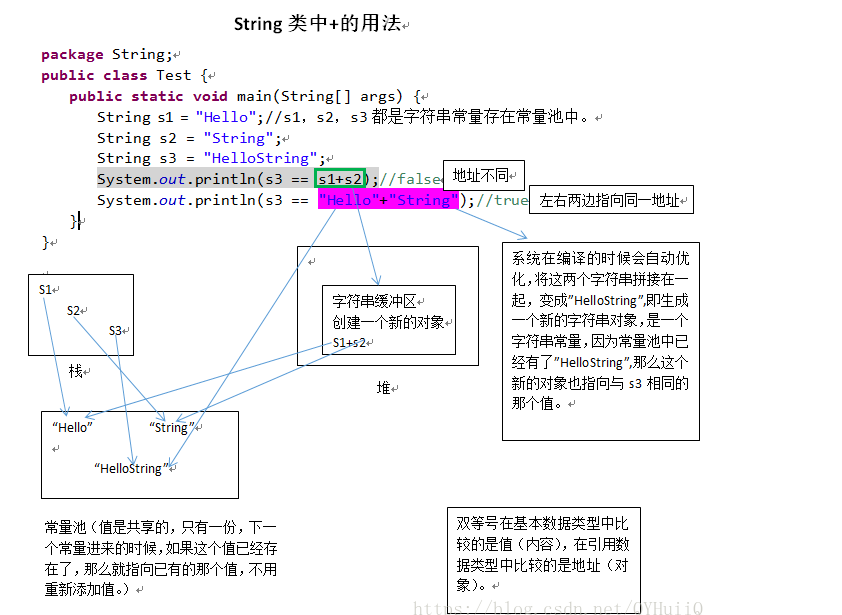 String 类中+的用法
package String;
public class Test {
public static void main(String[] args) {
String s1 = "Hello";//s1，s2，s3 都是字符串常量存在常量池中。
String s2 = "String";
String s3 = "HelloString";
System.out.println(s3 == s1+s2);//false
地址不同
System.out.println(s3 == "Hello"+"String");//true
左右两边指向同一地址
}
}
系统在编译的时候会自动优
化，将这两个字符串拼接在一
起，变成"HelloString",即生成
一个新的字符串对象，是一个
字符串常量，因为常量池中已
经有了"HelloString",那么这个
新的对象也指向与 s3 相同的
那个值。
S1
S2
S3
栈
字符串缓冲区
创建一个新的对象
S1+s2
堆
“Hello” “String”
“HelloString”
常量池（值是共享的，只有一份，下一
个常量进来的时候，如果这个值已经存
在了，那么就指向已有的那个值，不用
重新添加值。）
双等号在基本数据类型中比
较的是值（内容），在引用数
据类型中比较的是地址（对
象）。
https://blog.csdn.net/QYHuiiQ